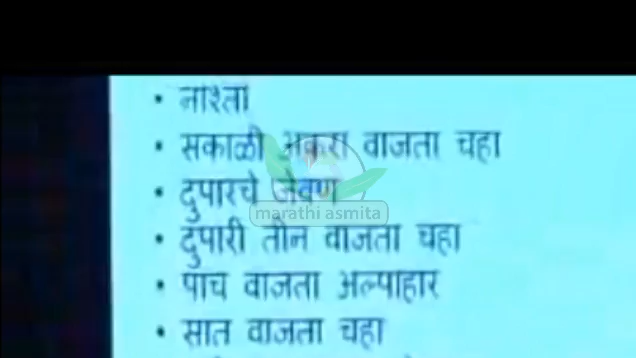 • नाश्ता
• सकाळी अकरा वाजता चहा
• दुपारचे जेवण
marathi asmita
• दुपारी तीन वाजता चहा
• पाच वाजता अल्पाहार
• सात वाजता चहा